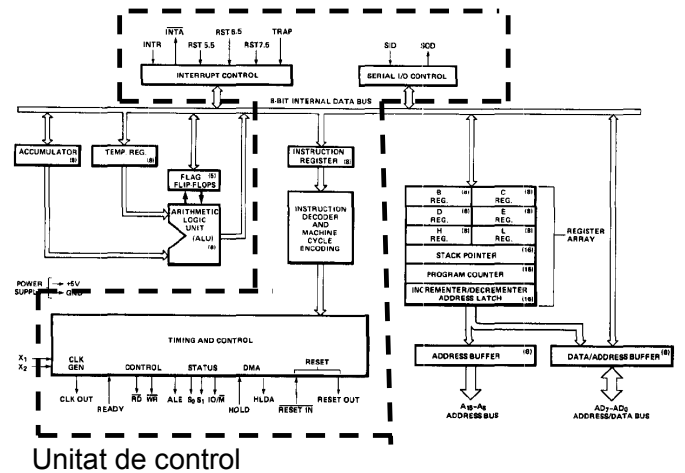 INTA RST 6.5 TRAP
INTR RST 5.5 RST 7.5
SID SOD
INTERRUPT CONTROL
SERIAL I/O CONTROL
8-BIT INTERNAL DATA BUS
ACCUMULATOR (8)
TEMP REG. (8)
INSTRUCTION
REGISTER (8)
FLAG (5)
FLIP-FLOPS
ARITHMETIC
LOGIC
UNIT
(ALU)
(8)
INSTRUCTION
DECODER
AND
MACHINE
CYCLE
ENCODING
B (8) C (8)
REG. REG.
D (8) E (8)
REG. REG.
H (8) L (8)
REG. REG.
STACK POINTER (16)
PROGRAM COUNTER (16)
INCREMENTER/DECREMENTER
ADDRESS LATCH (16)
REGISTER
ARRAY
POWER +5V
SUPPLY GND
TIMING AND CONTROL
X1
X2
CLK
GEN
CONTROL STATUS DMA RESET
CLK OUT
READY
RD WR ALE S0 S1 IO/M
HOLD
HLDA
RESET IN
RESET OUT
ADDRESS BUFFER (8)
DATA/ADDRESS BUFFER (8)
A15–A8
ADDRESS BUS
AD7–AD0
ADDRESS/DATA BUS
Unitat de control